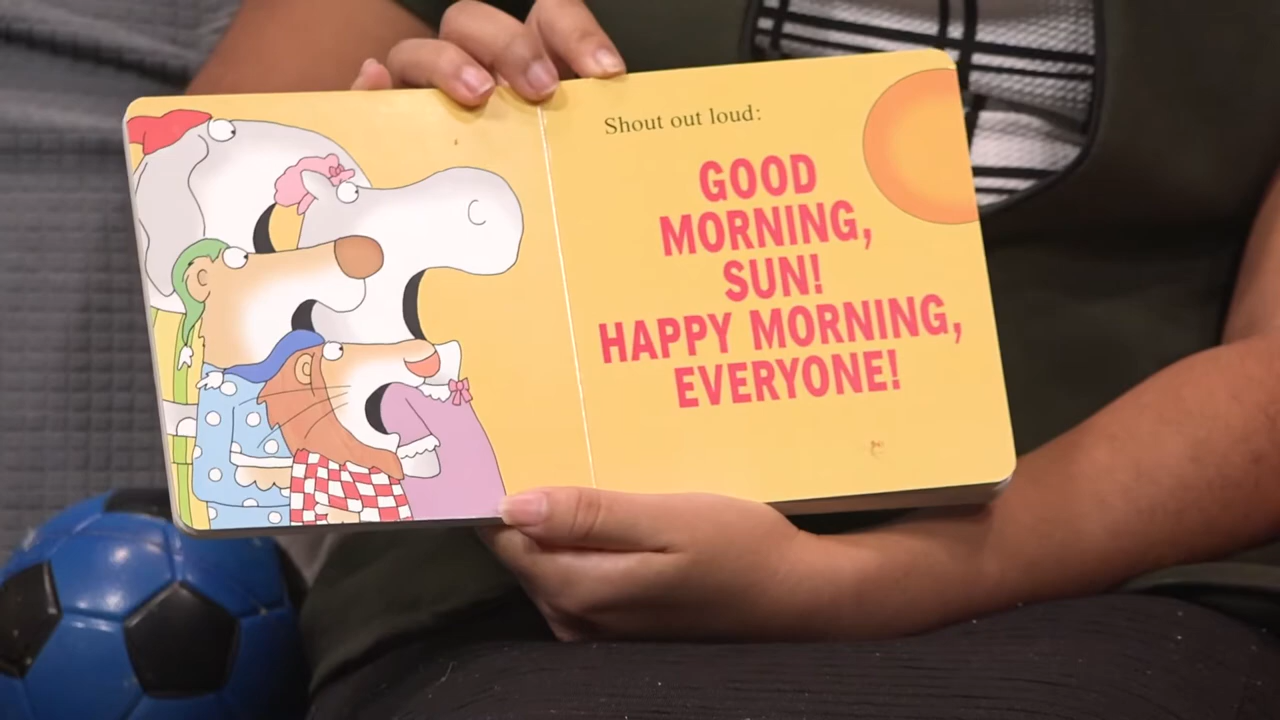 Shout out loud:
GOOD
MORNING,
SUN!
HAPPY MORNING,
EVERYONE!